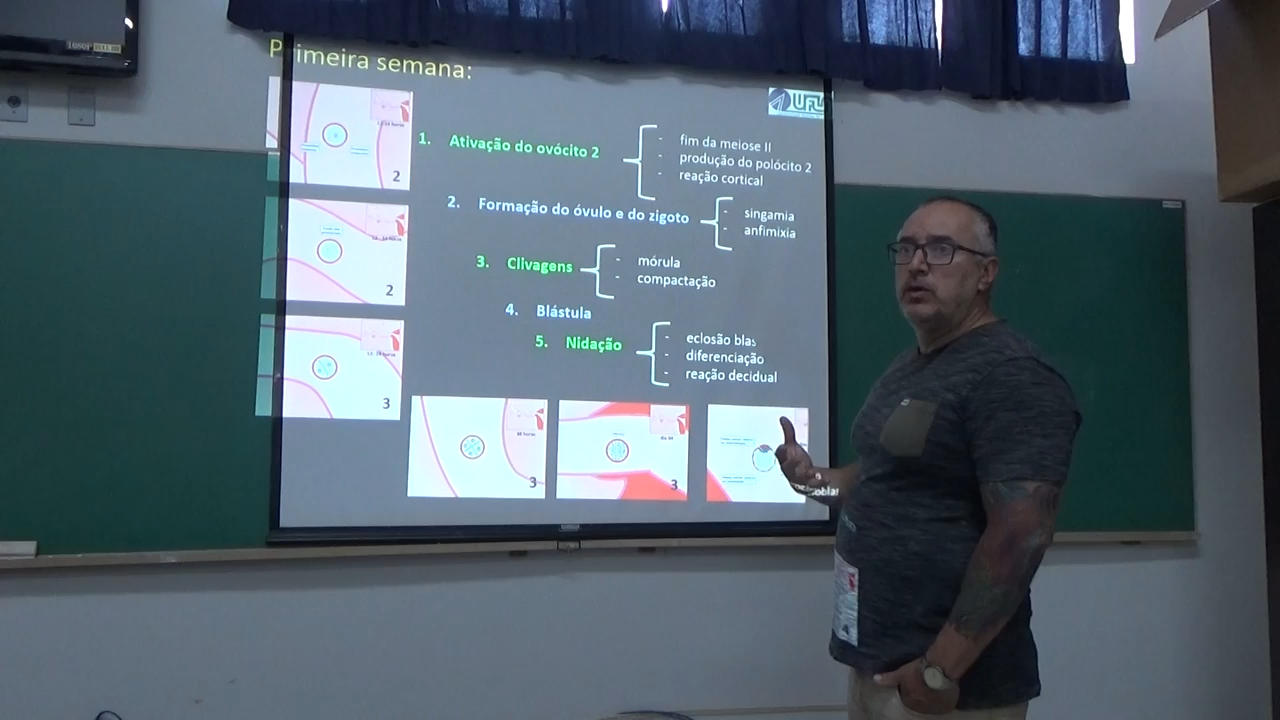 Primeira semana:
UFLA
1. Ativação do ovócito 2
- fim da meiose II
- produção do polócito 2
- reação cortical
2. Formação do óvulo e do zigoto
- singamia
- anfimixia
3. Clivagens
- mórula
- compactação
4. Blástula
5. Nidação
- eclosão blas
- diferenciação
- reação decidual
2
2
3
3
3